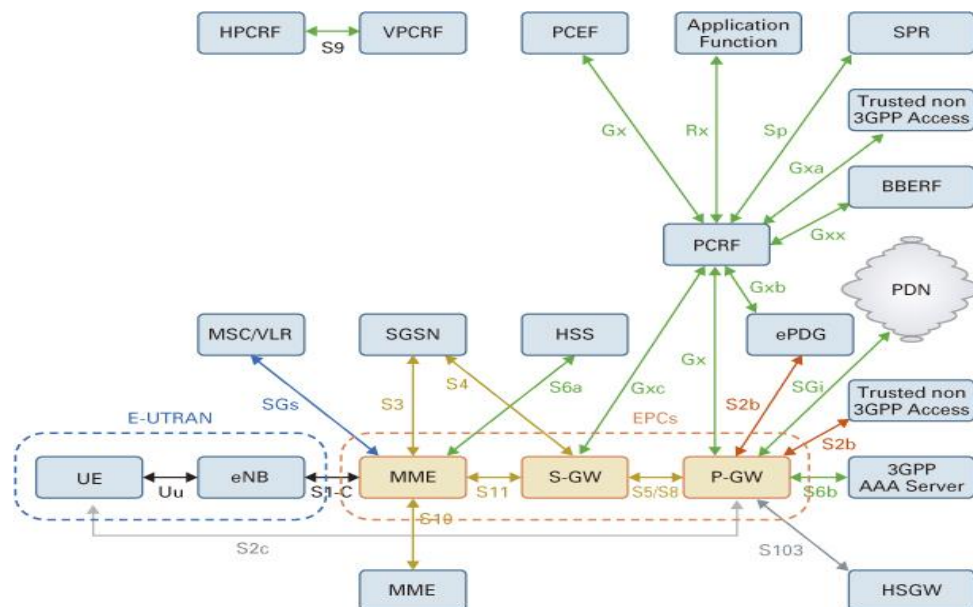 HPCRF
S9
VPCRF
PCEF
Application
Function
SPR
Trusted non
3GPP Access
Gx
Rx
Sp
Gxa
BBERF
Gxx
PCRF
Gxb
PDN
MSC/VLR
SGSN
HSS
ePDG
SGs
S3
S4
S6a
Gxc
Gx
S2b
SGi
Trusted non
3GPP Access
S2b
E-UTRAN
EPCs
UE
Uu
eNB
S1-C
MME
S11
S-GW
S5/S8
P-GW
S6b
3GPP
AAA Server
S10
S2c
S103
MME
HSGW